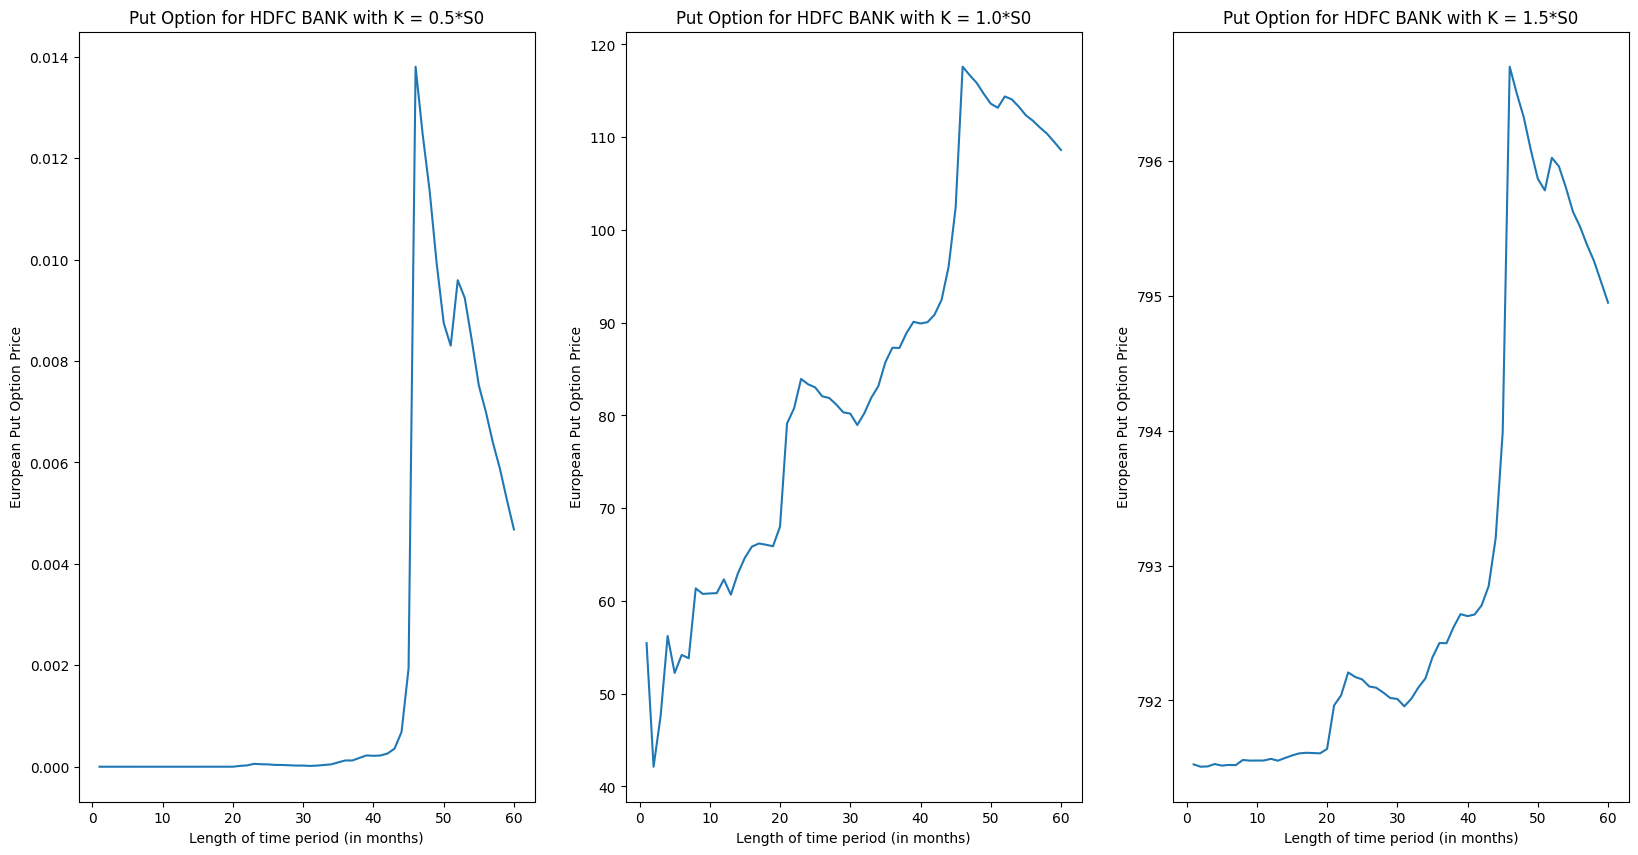 Put Option for HDFC BANK with K = 0.5*S0
0.014
0.012
0.010
0.008
0.006
0.004
0.002
0.000
European Put Option Price
0 10 20 30 40 50 60
Length of time period (in months)
Put Option for HDFC BANK with K = 1.0*S0
120
110
100
90
80
70
60
50
40
European Put Option Price
0 10 20 30 40 50 60
Length of time period (in months)
Put Option for HDFC BANK with K = 1.5*S0
796
795
794
793
792
European Put Option Price
0 10 20 30 40 50 60
Length of time period (in months)